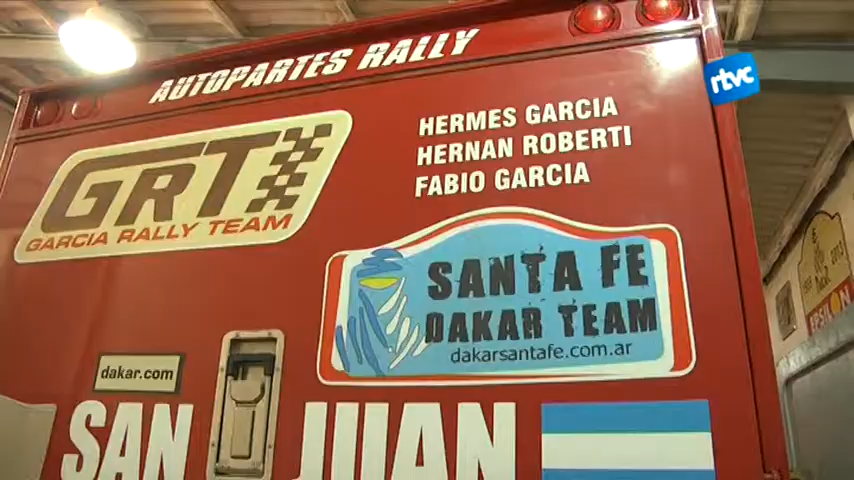 AUTOPARTES RALLY
rtvc
GRT
GARCIA RALLY TEAM
HERMES GARCIA
HERNAN ROBERTI
FABIO GARCIA
SANTA FE
DAKAR TEAM
dakarsantafe.com.ar
dakar.com
SAN JUAN
EPSILON